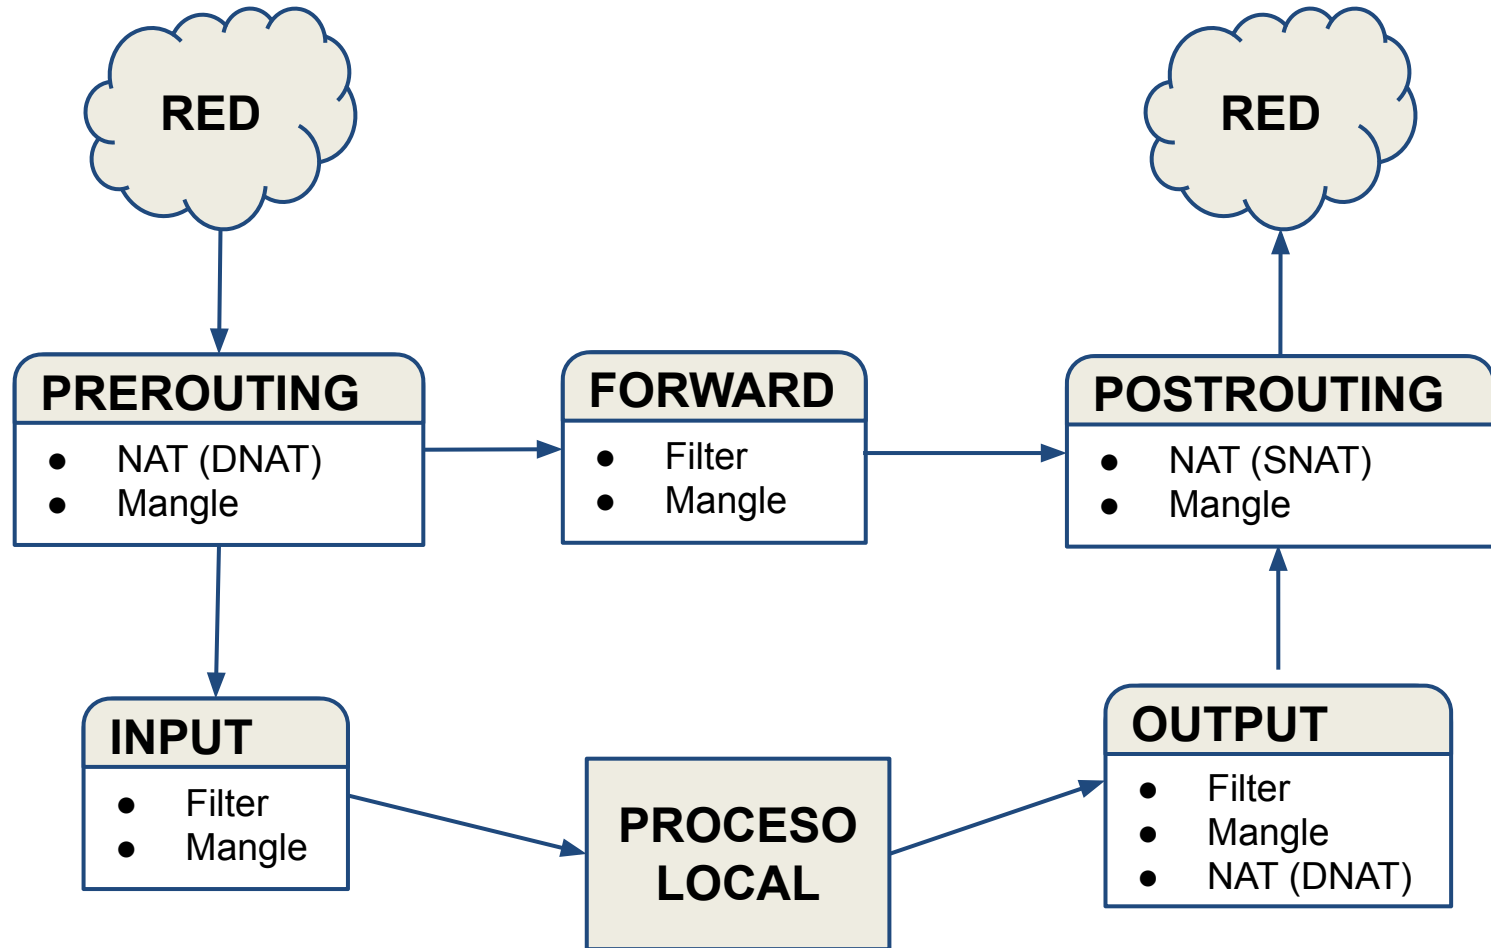 RED
RED
PREROUTING
● NAT (DNAT)
● Mangle
FORWARD
● Filter
● Mangle
POSTROUTING
● NAT (SNAT)
● Mangle
INPUT
● Filter
● Mangle
PROCESO
LOCAL
OUTPUT
● Filter
● Mangle
● NAT (DNAT)